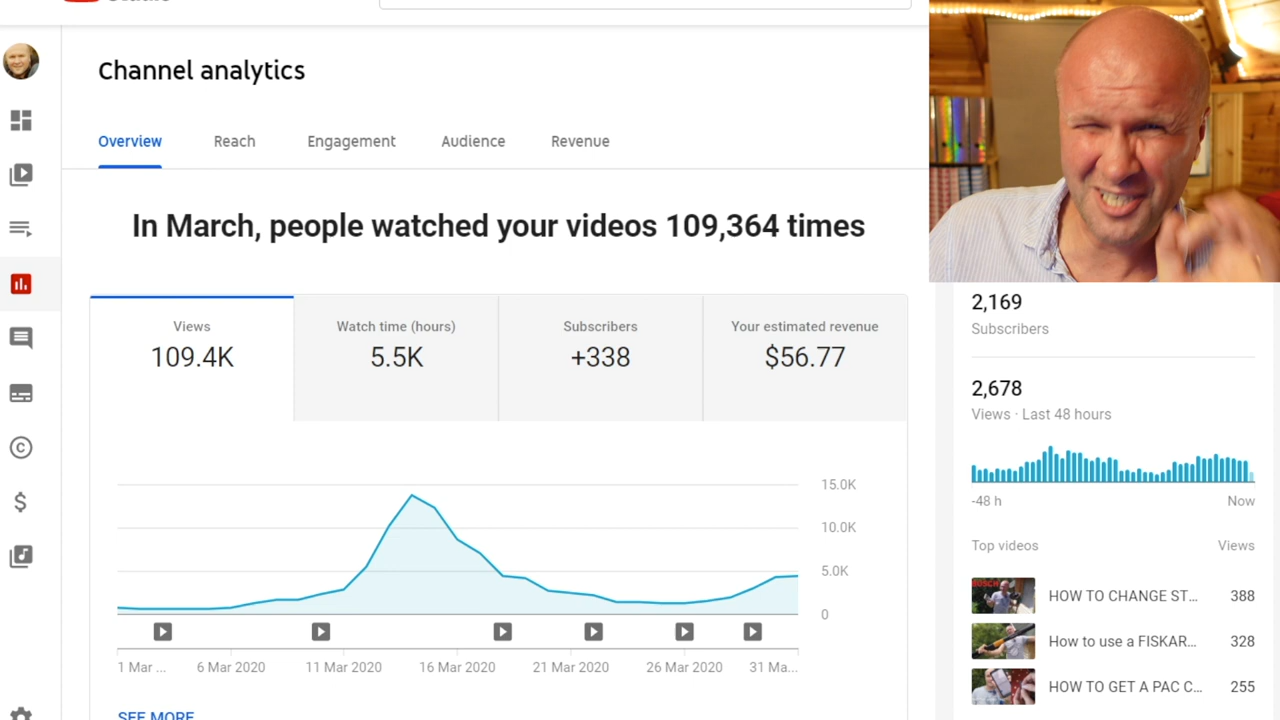 Channel analytics
Overview Reach Engagement Audience Revenue
In March, people watched your videos 109,364 times
Views
109.4K
Watch time (hours)
5.5K
Subscribers
+338
Your estimated revenue
$56.77
15.0K
10.0K
5.0K
0
1 Mar ... 6 Mar 2020 11 Mar 2020 16 Mar 2020 21 Mar 2020 26 Mar 2020 31 Ma...
SEE MORE
2,169
Subscribers
2,678
Views · Last 48 hours
-48 h Now
Top videos Views
HOW TO CHANGE ST... 388
How to use a FISKAR... 328
HOW TO GET A PAC C... 255